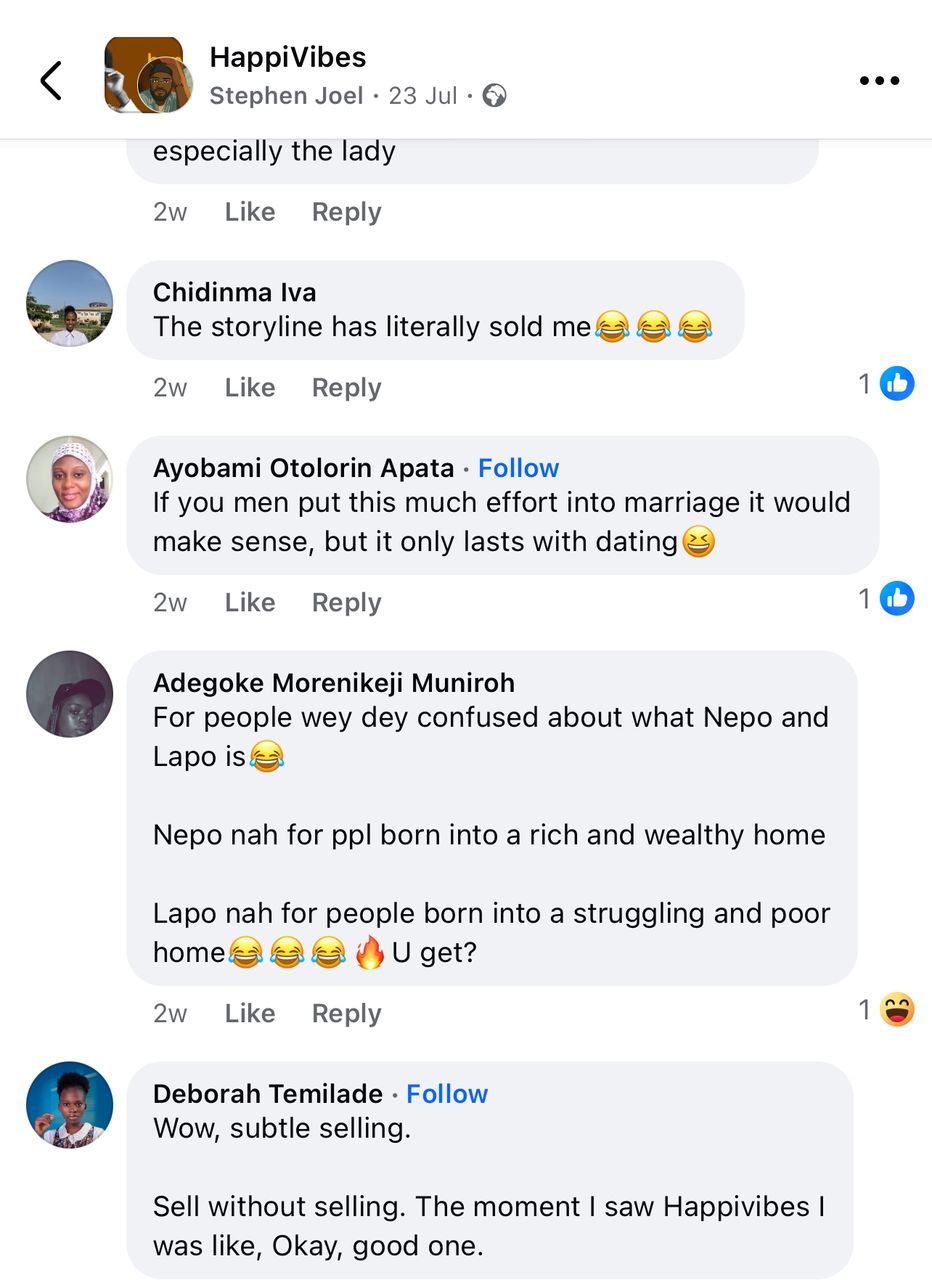 HappiVibes
Stephen Joel · 23 Jul ·
especially the lady
2w Like Reply
Chidinma Iva
The storyline has literally sold me😂😂😂
2w Like Reply 1
Ayobami Otolorin Apata · Follow
If you men put this much effort into marriage it would
make sense, but it only lasts with dating😆
2w Like Reply 1
Adegoke Morenikeji Muniroh
For people wey dey confused about what Nepo and
Lapo is😂
Nepo nah for ppl born into a rich and wealthy home
Lapo nah for people born into a struggling and poor
home😂😂😂🔥U get?
2w Like Reply 1
Deborah Temilade · Follow
Wow, subtle selling.
Sell without selling. The moment I saw Happivibes I
was like, Okay, good one.